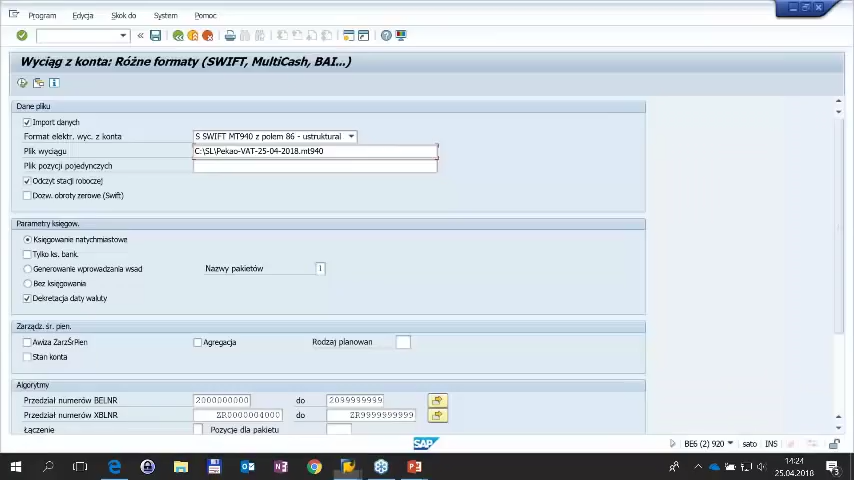 Program Edycja Skok do System Pomoc
Wyciąg z konta: Różne formaty (SWIFT, MultiCash, BAI...)
Dane pliku
Import danych
Format elektr. wyc. z konta S SWIFT MT940 z polem 86 - ustruktural
Plik wyciągu C:\SL\Pekao-VAT-25-04-2018.mt940
Plik pozycji pojedynczych
Odczyt stacji roboczej
Dozw. obroty zerowe (Swift)
Parametry księgow.
Księgowanie natychmiastowe
Tylko ks. bank.
Generowanie wprowadzania wsad Nazwy pakietów 1
Bez księgowania
Dekretacja daty waluty
Zarządz. śr. pien.
Awiza ZarzŚrPien Agregacja Rodzaj planowan
Stan konta
Algorytmy
Przedział numerów BELNR 2000000000 do 2099999999
Przedział numerów XBLNR ZR0000004000 do ZR9999999999
Łączenie Pozycje dla pakietu
SAP
BE6 (2) 920 sato INS
14:24
25.04.2018
3